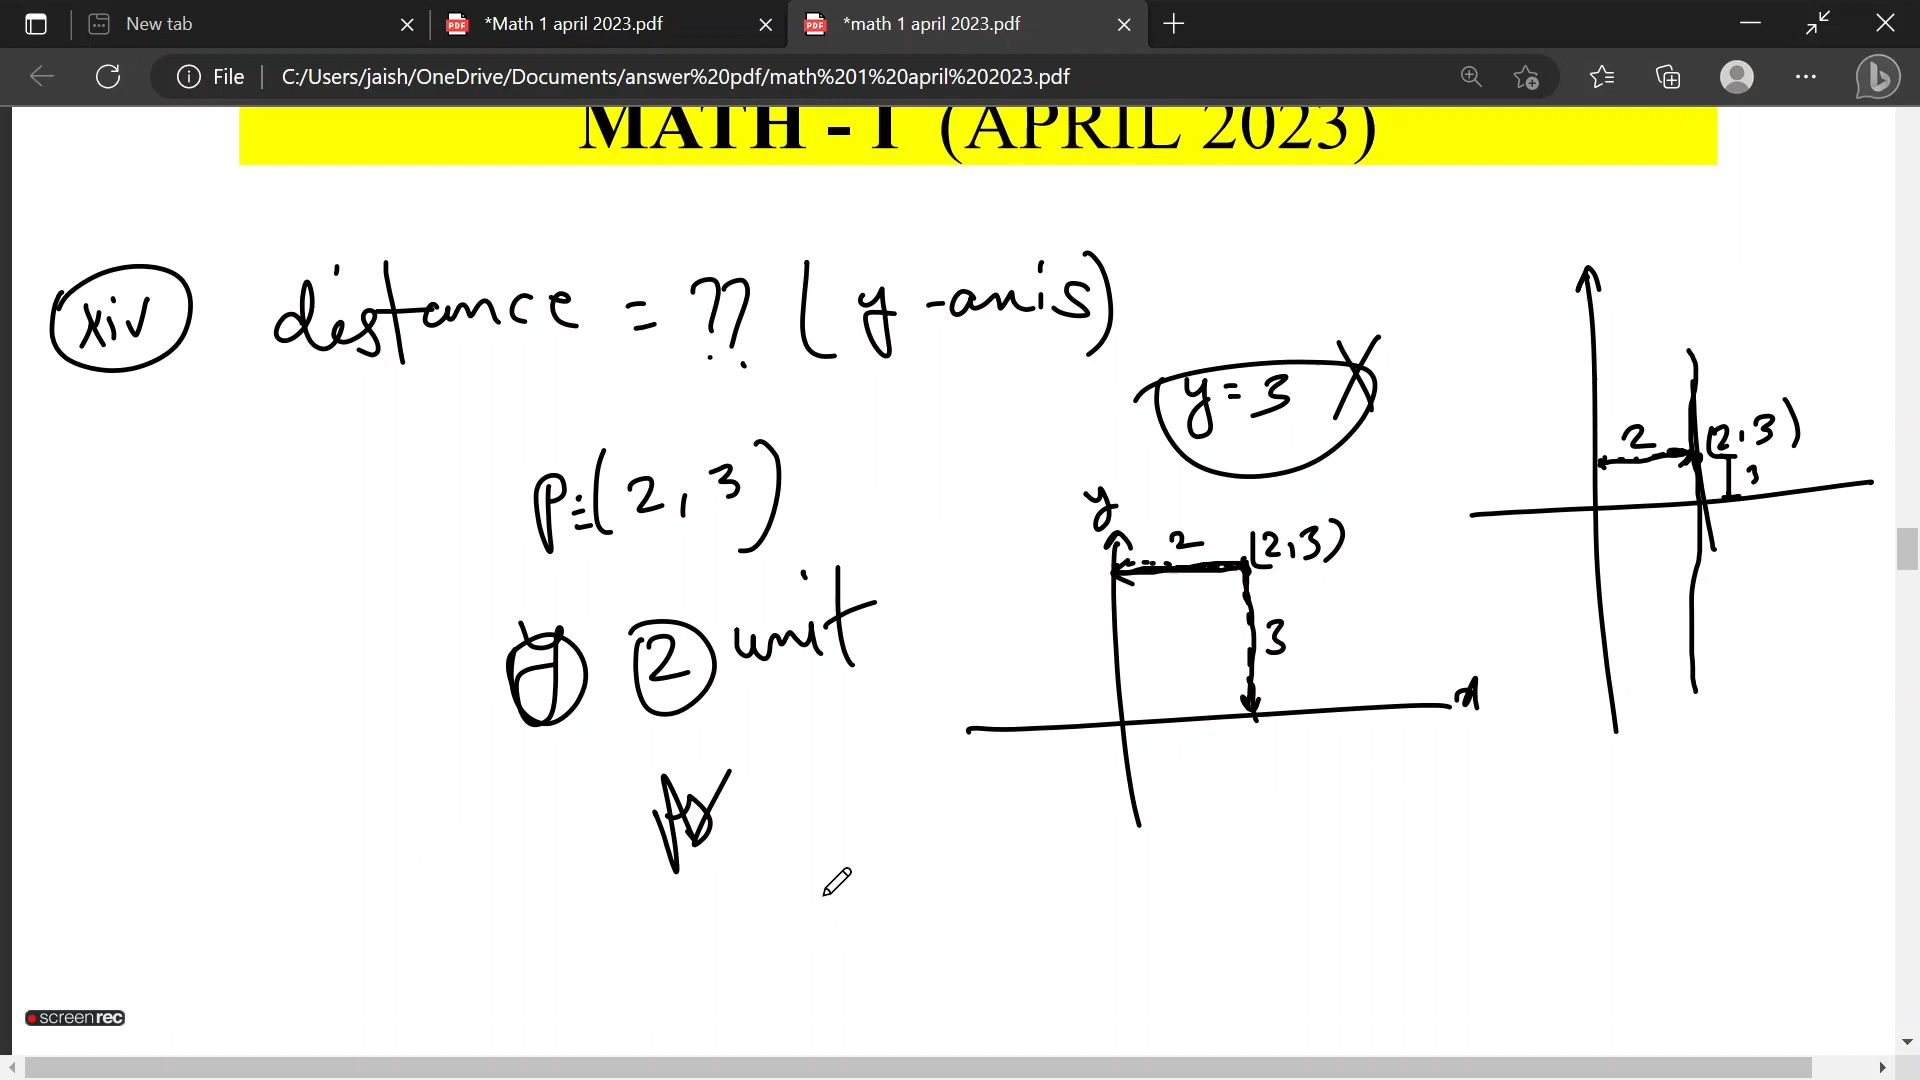 New tab
*Math 1 april 2023.pdf
*math 1 april 2023.pdf
File
C:/Users/jaish/OneDrive/Documents/answer%20pdf/math%201%20april%202023.pdf
MATH - 1 (APRIL 2023)
xiv distance = ?? (y-axis)
y = 3
2 (2,3)
3
P ≡ (2, 3)
y
2 (2,3)
2 unit
3
x
screenrec